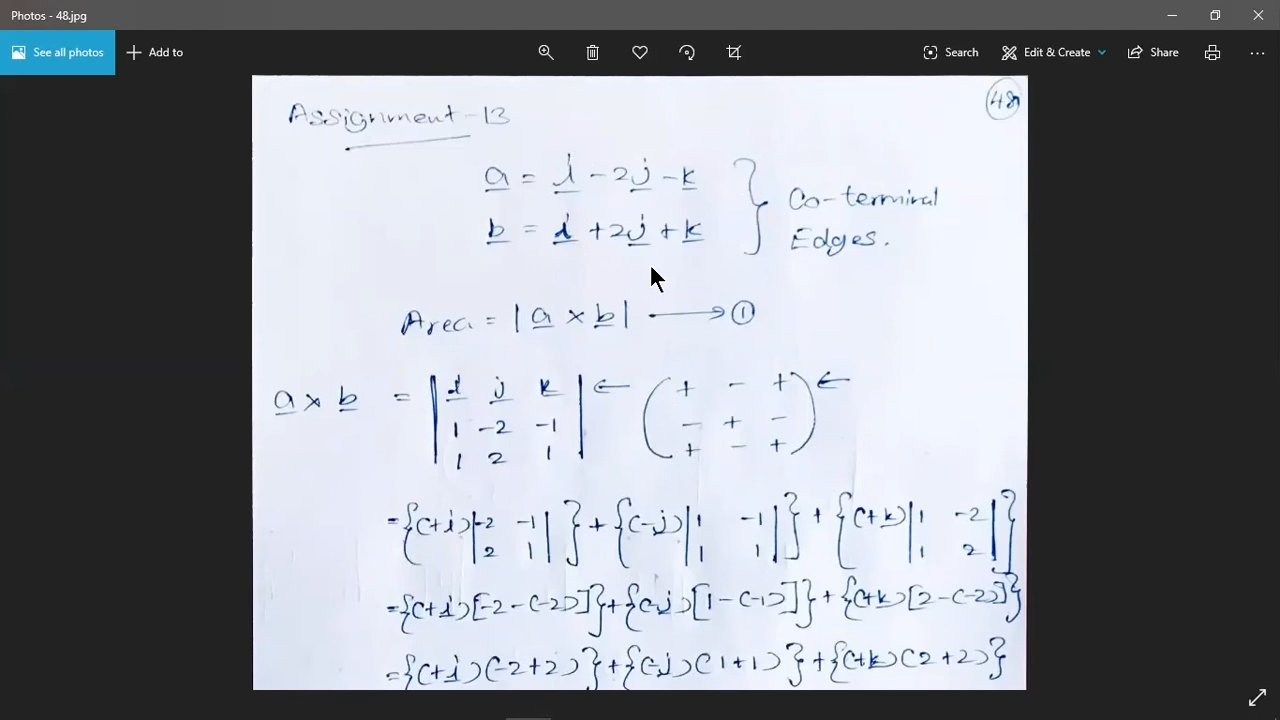 Photos - 48.jpg
See all photos
Add to
Search
Edit & Create
Share
Assignment-13
48
a = i - 2j - k
b = i + 2j + k
} Co-terminal
Edges.
Area = | a × b | ⟶ ①
a × b = | i j k | ← ( + - + ) ←
1 -2 -1 - + -
1 2 1 + - +
= {(+i) | -2 -1 | } + {(-j) | 1 -1 | } + {(+k) | 1 -2 | }
2 1 1 1 1 2
= {(+i)[-2-(-2)]} + {(-j)[1-(-1)]} + {(+k)[2-(-2)]}
= {(+i)(-2+2)} + {(-j)(1+1)} + {(+k)(2+2)}